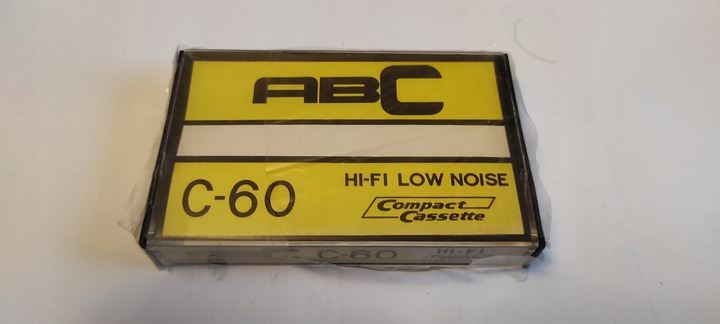 ABC
C-60
HI-FI LOW NOISE
Compact
Cassette
C-60
HI-FI